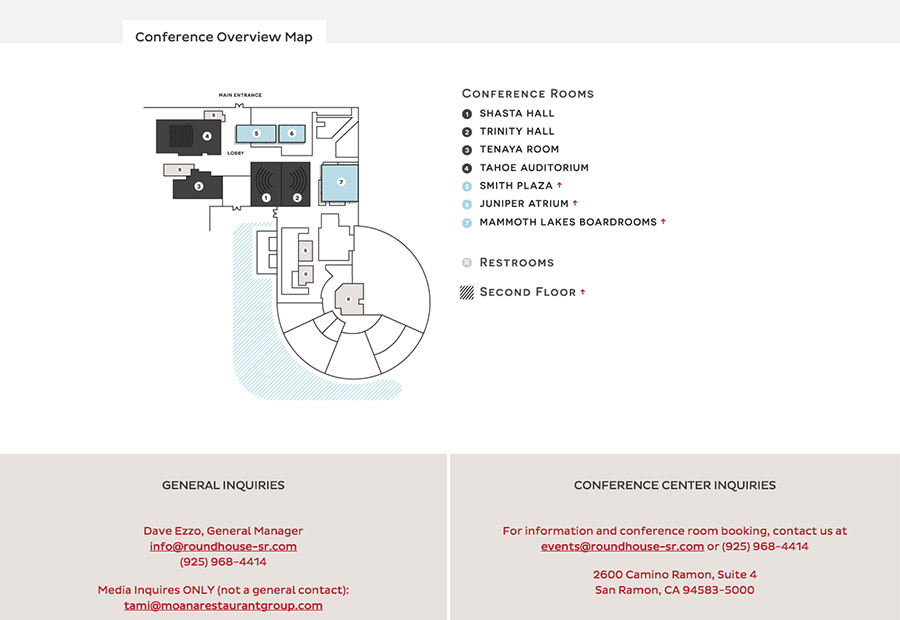 Conference Overview Map
MAIN ENTRANCE
R
4
5
6
LOBBY
R
3
1
2
7
R
R
R
CONFERENCE ROOMS
1 SHASTA HALL
2 TRINITY HALL
3 TENAYA ROOM
4 TAHOE AUDITORIUM
5 SMITH PLAZA ↑
6 JUNIPER ATRIUM ↑
7 MAMMOTH LAKES BOARDROOMS ↑
R RESTROOMS
SECOND FLOOR ↑
GENERAL INQUIRIES
Dave Ezzo, General Manager
info@roundhouse-sr.com
(925) 968-4414
Media Inquires ONLY (not a general contact):
tami@moanarestaurantgroup.com
CONFERENCE CENTER INQUIRIES
For information and conference room booking, contact us at
events@roundhouse-sr.com or (925) 968-4414
2600 Camino Ramon, Suite 4
San Ramon, CA 94583-5000